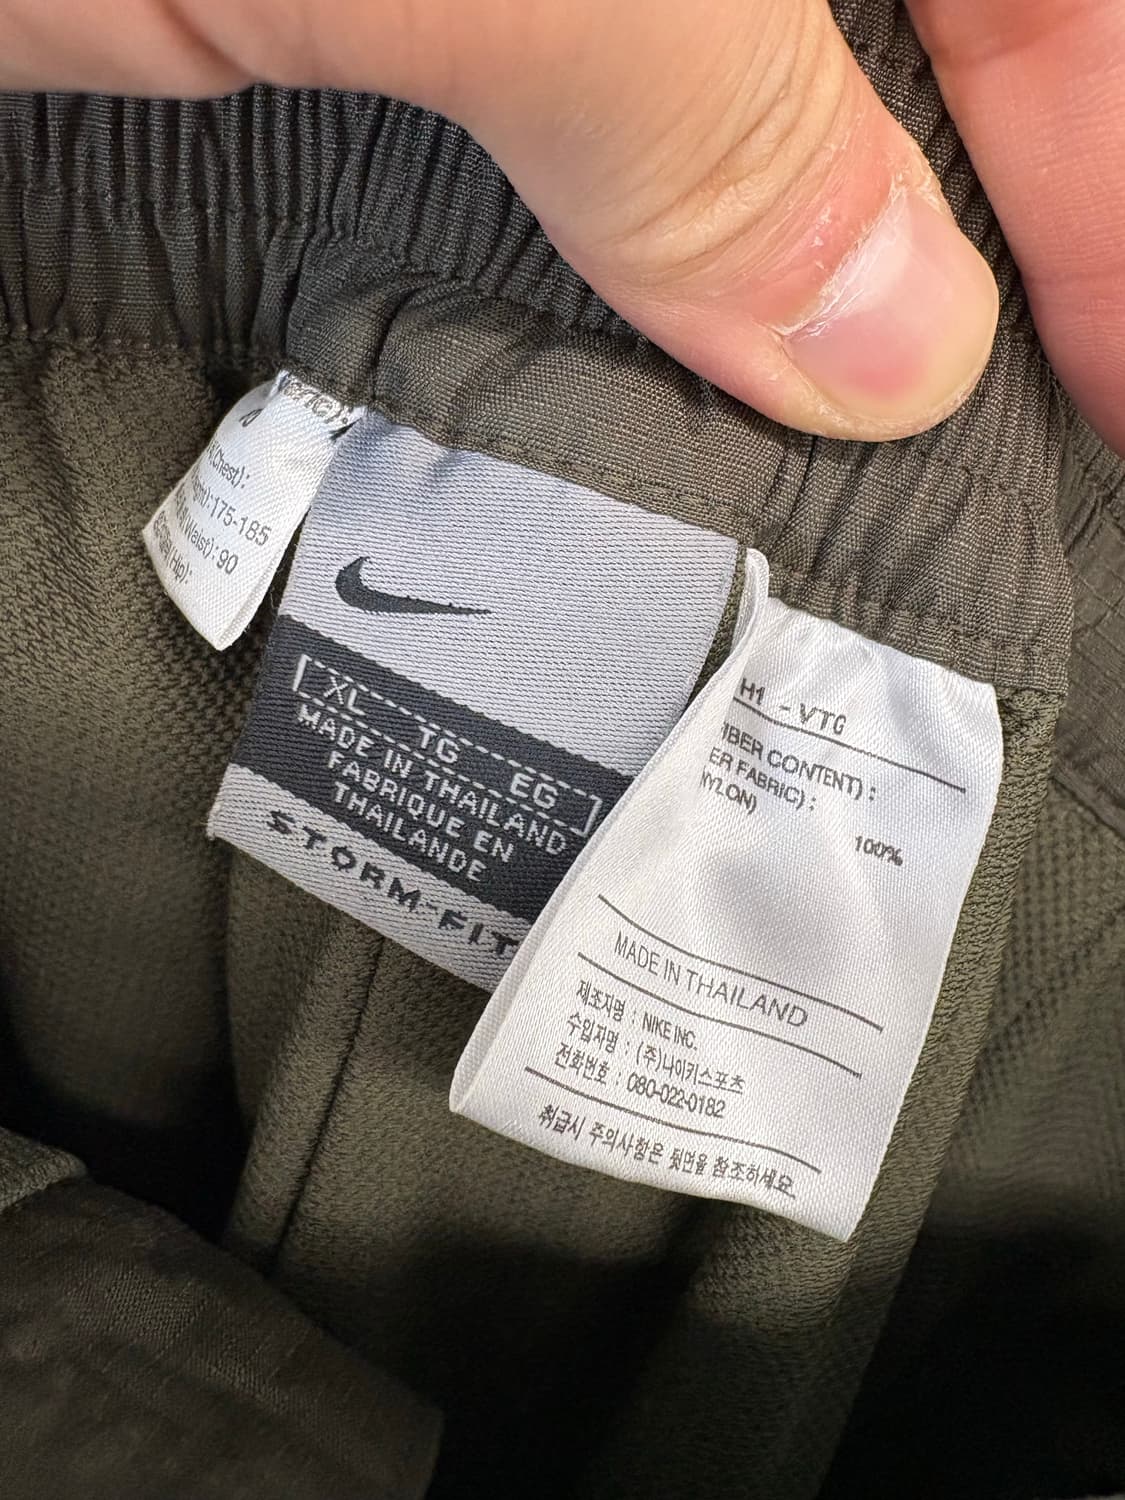 (Chest):
175-185
Waist): 90
(Hip):
XL TG EG
MADE IN THAILAND
FABRIQUE EN
THAILANDE
STORM-FIT
H1 - VTG
IBER CONTENT) :
ER FABRIC) :
NYLON)
100%
MADE IN THAILAND
제조자명 : NIKE INC.
수입자명 : (주)나이키스포츠
전화번호 : 080-022-0182
취급시 주의사항은 뒷면을 참조하세요.